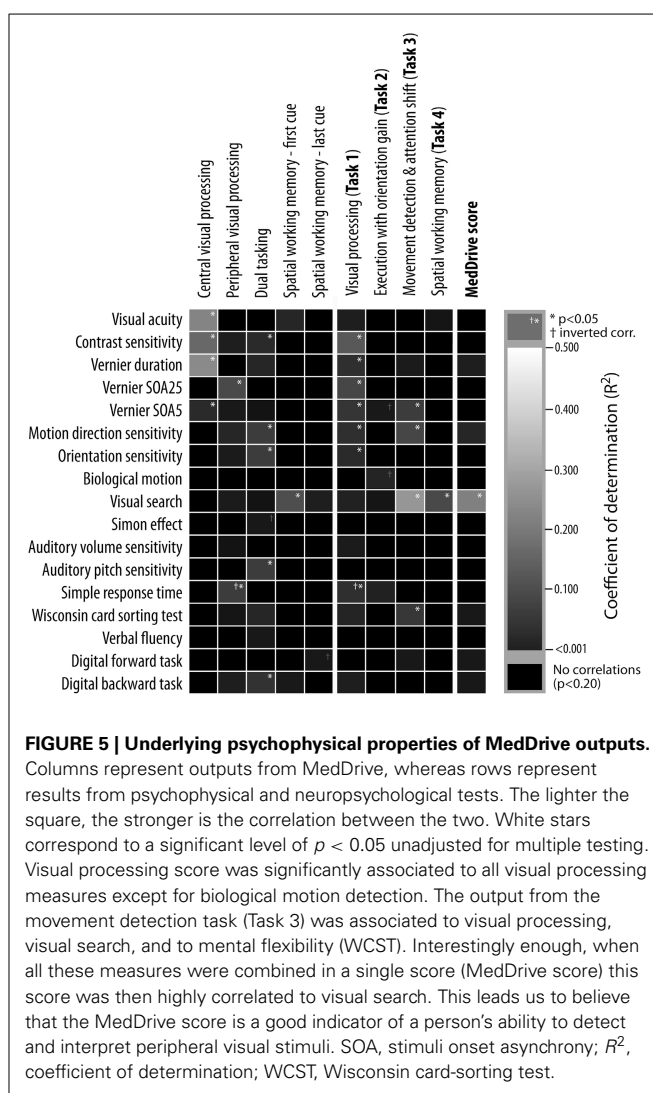 Central visual processing
Peripheral visual processing
Dual tasking
Spatial working memory - first cue
Spatial working memory - last cue
Visual processing (Task 1)
Execution with orientation gain (Task 2)
Movement detection & attention shift (Task 3)
Spatial working memory (Task 4)
MedDrive score
Visual acuity
Contrast sensitivity
Vernier duration
Vernier SOA25
Vernier SOA5
Motion direction sensitivity
Orientation sensitivity
Biological motion
Visual search
Simon effect
Auditory volume sensitivity
Auditory pitch sensitivity
Simple response time
Wisconsin card sorting test
Verbal fluency
Digital forward task
Digital backward task
†*
* p<0.05
† inverted corr.
0.500
0.400
0.300
0.200
0.100
<0.001
Coefficient of determination (R²)
No correlations
(p<0.20)
FIGURE 5 | Underlying psychophysical properties of MedDrive outputs.
Columns represent outputs from MedDrive, whereas rows represent
results from psychophysical and neuropsychological tests. The lighter the
square, the stronger is the correlation between the two. White stars
correspond to a significant level of p < 0.05 unadjusted for multiple testing.
Visual processing score was significantly associated to all visual processing
measures except for biological motion detection. The output from the
movement detection task (Task 3) was associated to visual processing,
visual search, and to mental flexibility (WCST). Interestingly enough, when
all these measures were combined in a single score (MedDrive score) this
score was then highly correlated to visual search. This leads us to believe
that the MedDrive score is a good indicator of a person's ability to detect
and interpret peripheral visual stimuli. SOA, stimuli onset asynchrony; R²,
coefficient of determination; WCST, Wisconsin card-sorting test.